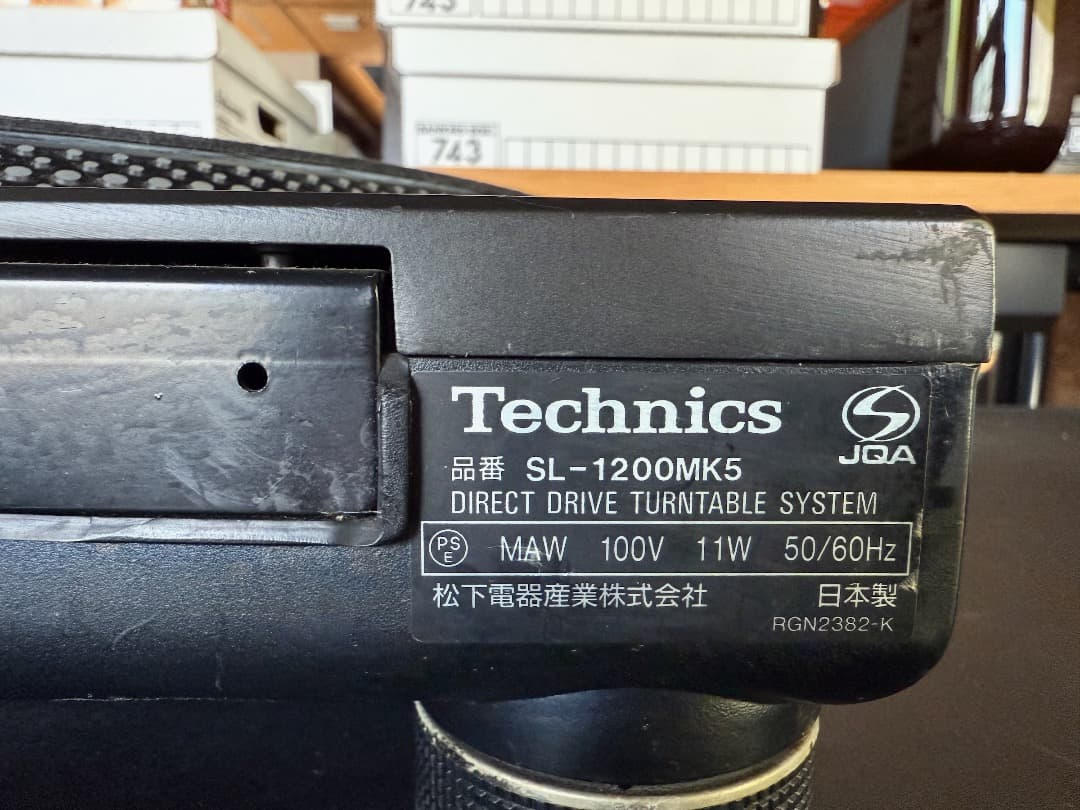 743
743
Technics
JQA
品番 SL-1200MK5
DIRECT DRIVE TURNTABLE SYSTEM
PS E MAW 100V 11W 50/60Hz
松下電器産業株式会社 日本製
RGN2382-K